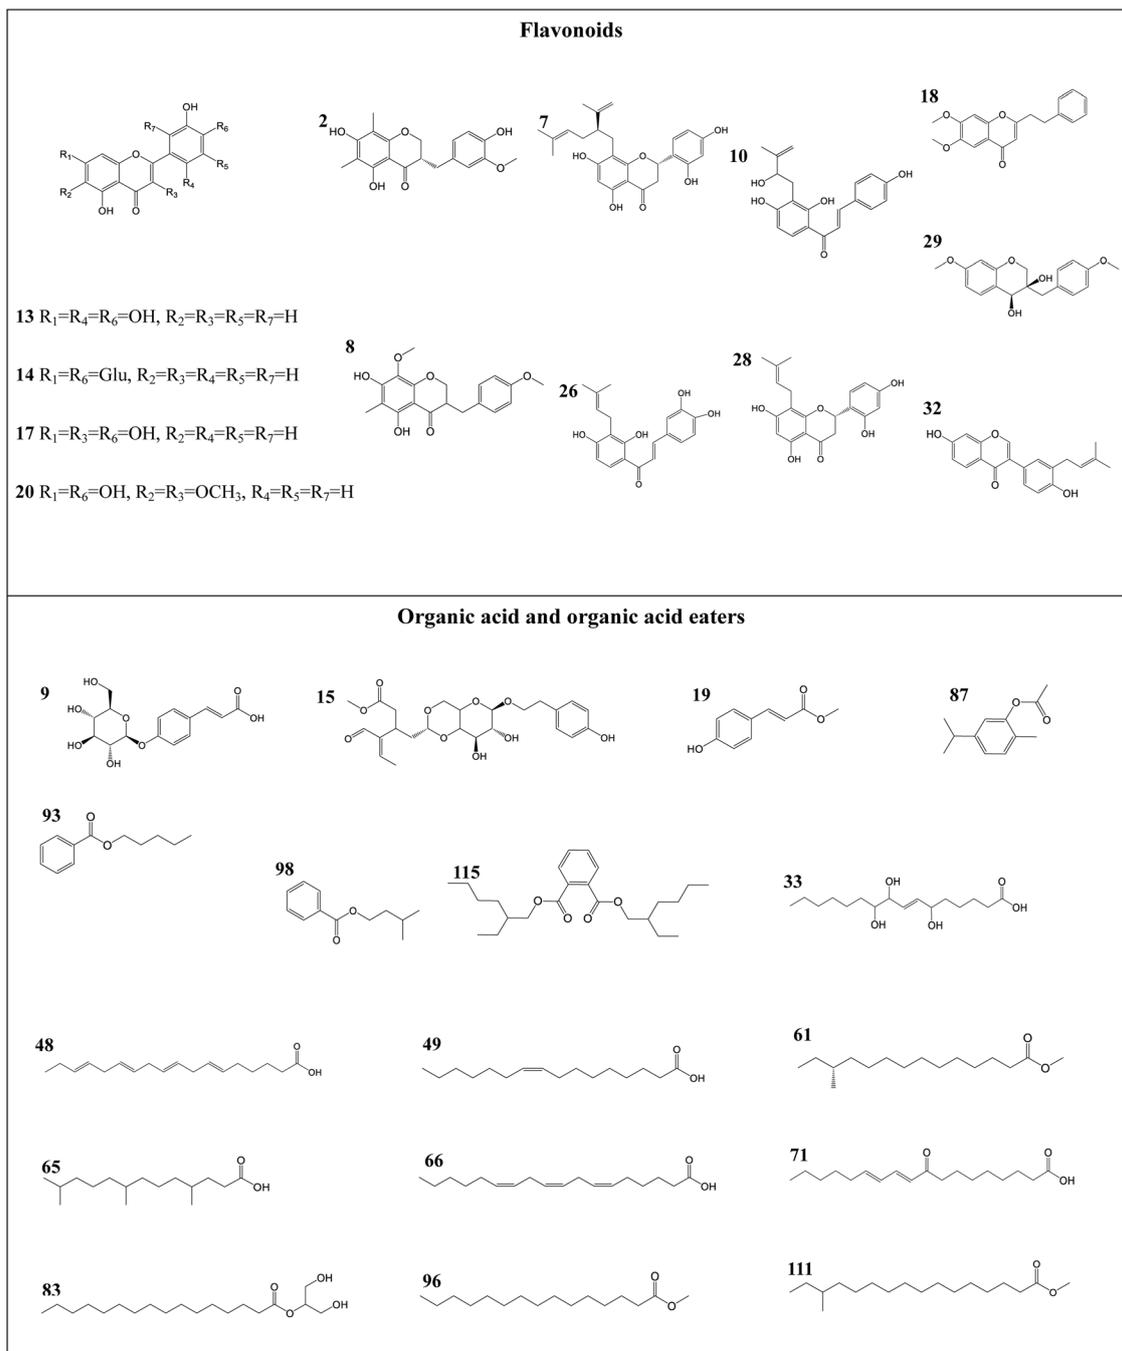 Flavonoids
R₁
R₂
OH
O
O
R₃
R₇
OH
R₆
R₅
R₄
2
HO
O
OH
O
OH
O
7
HO
O
OH
O
OH
OH
10
HO
HO
OH
O
OH
18
O
O
O
O
29
O
O
OH
OH
O
13 R₁=R₄=R₆=OH, R₂=R₃=R₅=R₇=H
14 R₁=R₆=Glu, R₂=R₃=R₄=R₅=R₇=H
17 R₁=R₃=R₆=OH, R₂=R₄=R₅=R₇=H
20 R₁=R₆=OH, R₂=R₃=OCH₃, R₄=R₅=R₇=H
8
O
HO
O
OH
O
O
26
HO
OH
O
OH
OH
28
HO
O
OH
O
OH
OH
32
HO
O
O
OH
Organic acid and organic acid eaters
9
HO
HO
HO
OH
O
O
O
OH
15
O
O
O
O
O
O
O
OH
OH
OH
19
HO
O
O
87
O
O
93
O
O
98
O
O
115
O
O
O
O
33
OH
OH
OH
O
OH
48
O
OH
49
O
OH
61
O
O
65
O
OH
66
O
OH
71
O
O
OH
83
O
O
OH
OH
96
O
O
111
O
O